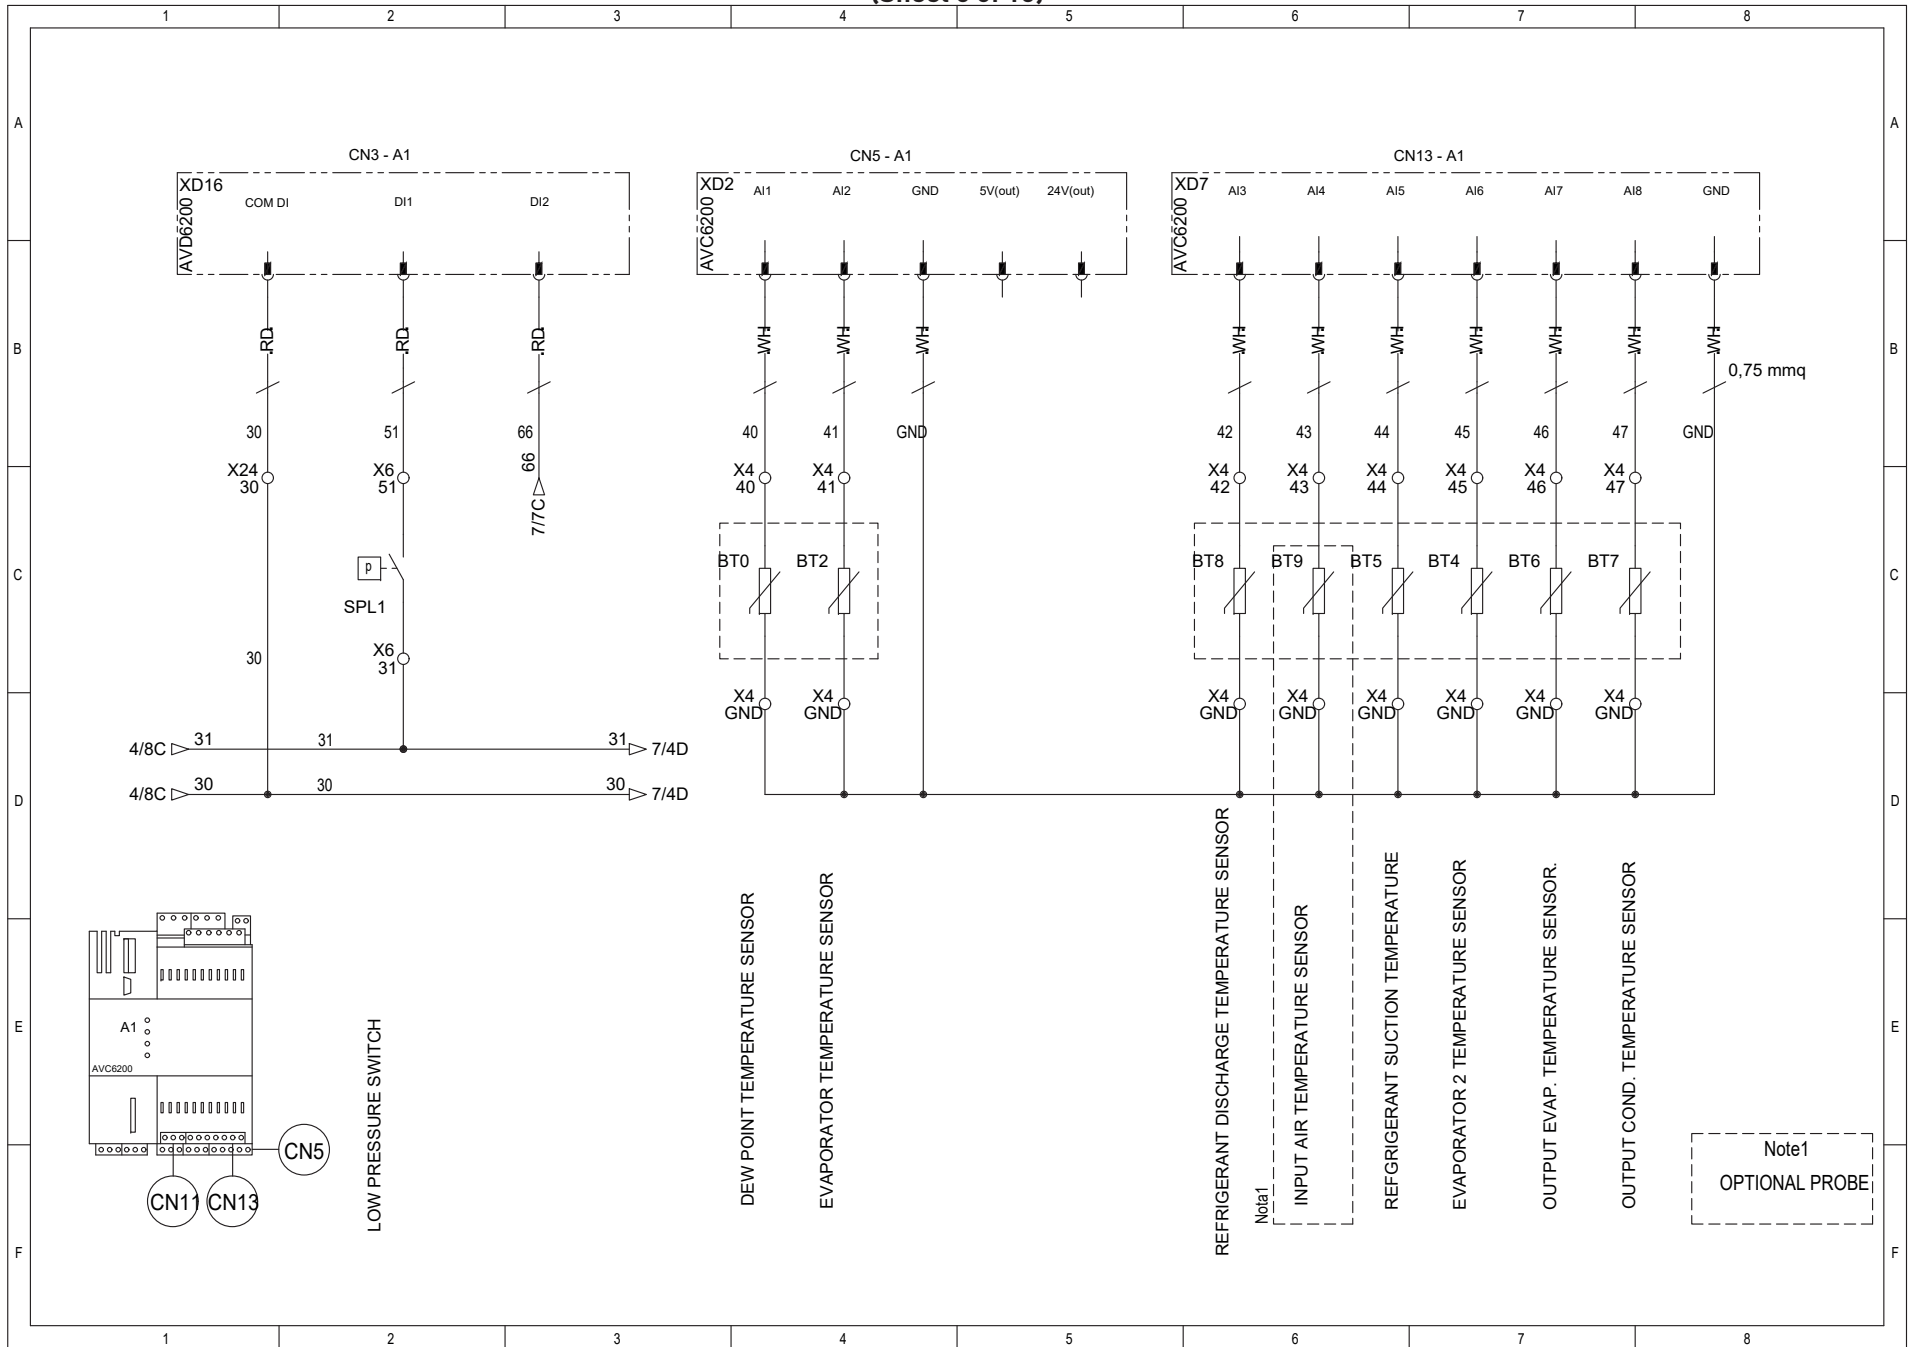 1 2 3 4 5 6 7 8
A A
CN3 - A1 CN5 - A1 CN13 - A1
XD16 COM DI DI1 DI2
AVD6200
XD2 AI1 AI2 GND 5V(out) 24V(out)
AVC6200
XD7 AI3 AI4 AI5 AI6 AI7 AI8 GND
AVC6200
B B
.RD. .RD. .RD. .WH. .WH. .WH. .WH. .WH. .WH. .WH. .WH. .WH. .WH.
0,75 mmq
30 51 66 40 41 GND 42 43 44 45 46 47 GND
66
7/7C
X24 X6 X4 X4 X4 X4 X4 X4 X4 X4
30 51 40 41 42 43 44 45 46 47
C C
BT0 BT2 BT8 BT9 BT5 BT4 BT6 BT7
p
SPL1
30
X6
31
X4 X4 X4 X4 X4 X4 X4 X4
GND GND GND GND GND GND GND GND
4/8C 31 31 31 7/4D
4/8C 30 30 30 7/4D
D D
LOW PRESSURE SWITCH
DEW POINT TEMPERATURE SENSOR
EVAPORATOR TEMPERATURE SENSOR
REFRIGERANT DISCHARGE TEMPERATURE SENSOR
Nota1
INPUT AIR TEMPERATURE SENSOR
REFGRIGERANT SUCTION TEMPERATURE
EVAPORATOR 2 TEMPERATURE SENSOR
OUTPUT EVAP. TEMPERATURE SENSOR.
OUTPUT COND. TEMPERATURE SENSOR
E E
A1
AVC6200
CN5
CN11 CN13
Note1
OPTIONAL PROBE
F F
1 2 3 4 5 6 7 8